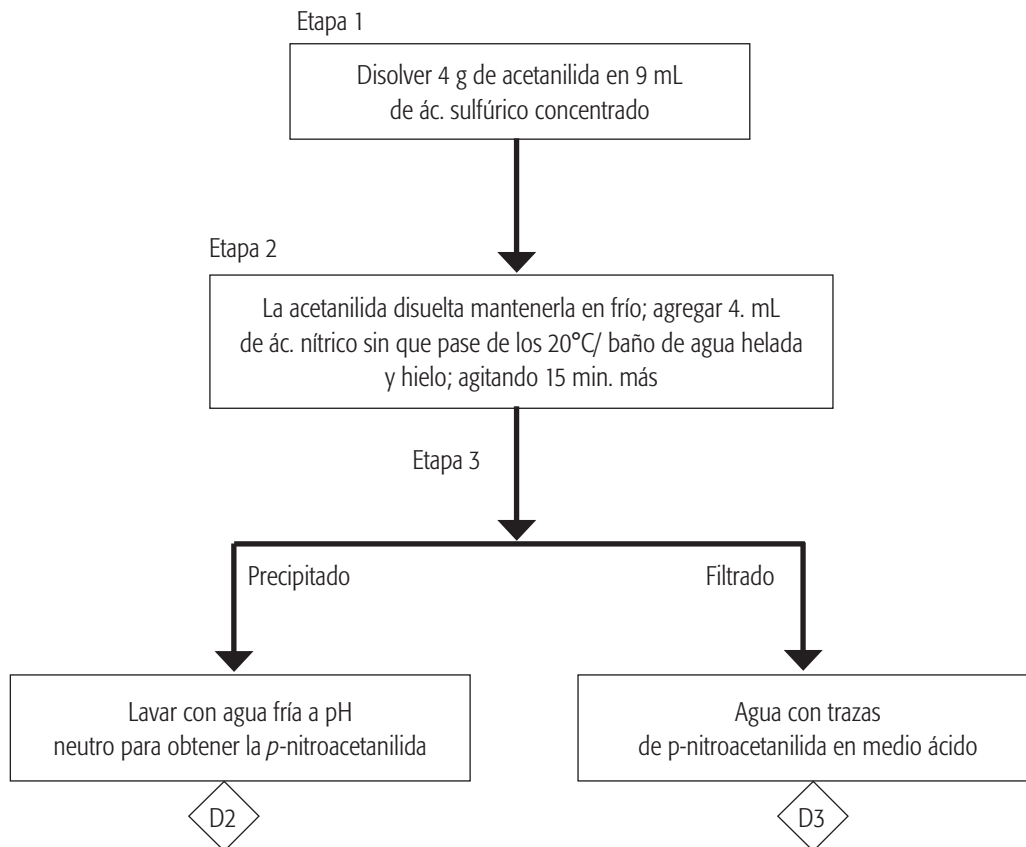 Etapa 1
Disolver 4 g de acetanilida en 9 mL
de ác. sulfúrico concentrado
Etapa 2
La acetanilida disuelta mantenerla en frío; agregar 4. mL
de ác. nítrico sin que pase de los 20°C/ baño de agua helada
y hielo; agitando 15 min. más
Etapa 3
Precipitado
Filtrado
Lavar con agua fría a pH
neutro para obtener la p-nitroacetanilida
Agua con trazas
de p-nitroacetanilida en medio ácido
D2
D3